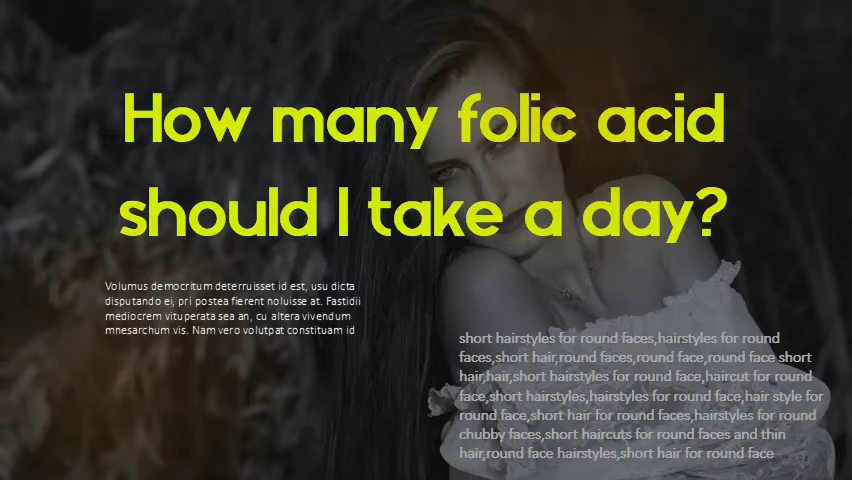 How many folic acid
should I take a day?
Volumus democritum deterruisset id est, usu dicta
disputando ei, pri postea fierent noluisse at. Fastidii
mediocrem vituperata sea an, cu altera vivendum
mnesarchum vis. Nam vero volutpat constituam id
short hairstyles for round faces,hairstyles for round
faces,short hair,round faces,round face,round face short
hair,hair,short hairstyles for round face,haircut for round
face,short hairstyles,hairstyles for round face,hair style for
round face,short hair for round faces,hairstyles for round
chubby faces,short haircuts for round faces and thin
hair,round face hairstyles,short hair for round face